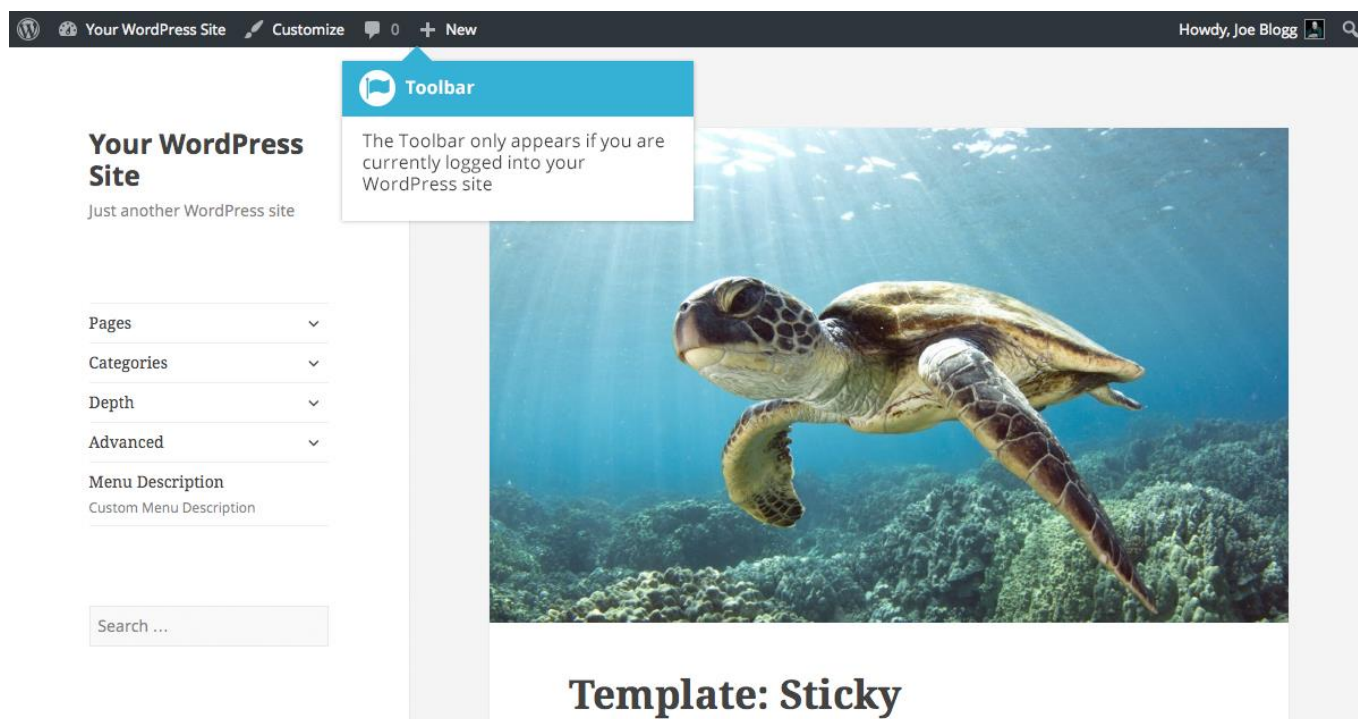 Your WordPress Site Customize 0 New Howdy, Joe Blogg
Toolbar
The Toolbar only appears if you are
currently logged into your
WordPress site
Your WordPress
Site
Just another WordPress site
Pages
Categories
Depth
Advanced
Menu Description
Custom Menu Description
Search ...
Template: Sticky